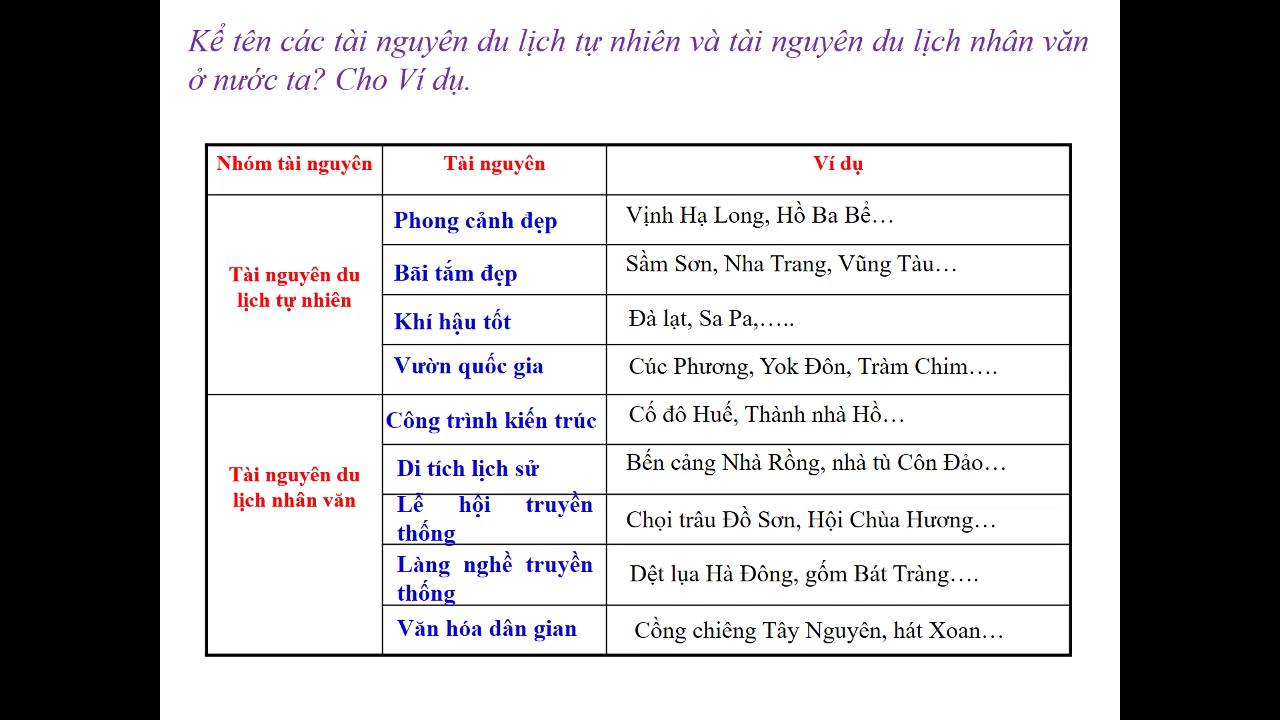 Kể tên các tài nguyên du lịch tự nhiên và tài nguyên du lịch nhân văn
ở nước ta? Cho Ví dụ.
Nhóm tài nguyên
Tài nguyên
Ví dụ
Tài nguyên du
lịch tự nhiên
Phong cảnh đẹp
Vịnh Hạ Long, Hồ Ba Bể…
Bãi tắm đẹp
Sầm Sơn, Nha Trang, Vũng Tàu…
Khí hậu tốt
Đà lạt, Sa Pa,…..
Vườn quốc gia
Cúc Phương, Yok Đôn, Tràm Chim….
Tài nguyên du
lịch nhân văn
Công trình kiến trúc
Cố đô Huế, Thành nhà Hồ…
Di tích lịch sử
Bến cảng Nhà Rồng, nhà tù Côn Đảo…
Lễ hội truyền
thống
Chọi trâu Đồ Sơn, Hội Chùa Hương…
Làng nghề truyền
thống
Dệt lụa Hà Đông, gốm Bát Tràng….
Văn hóa dân gian
Cồng chiêng Tây Nguyên, hát Xoan…